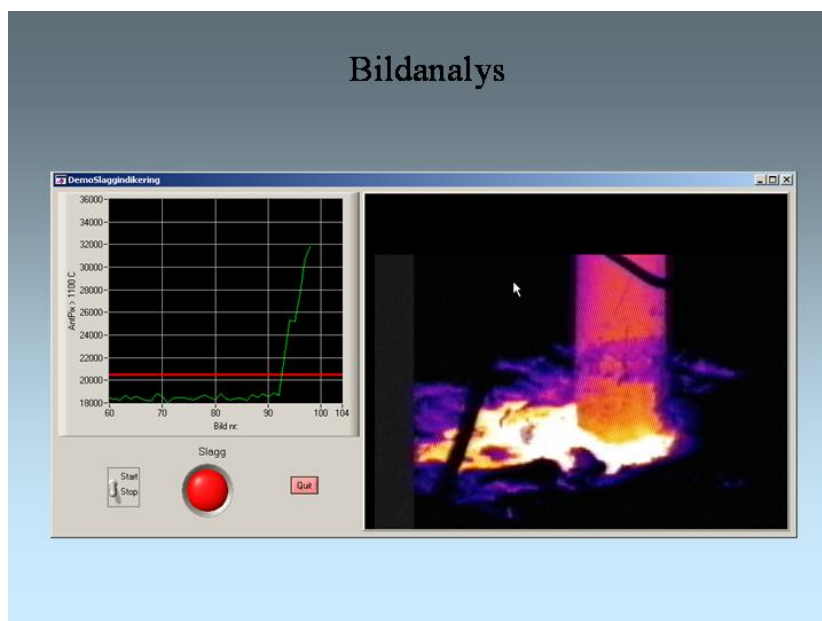 Bildanalys
DemoSlaggindikering
36000
34000
32000
30000
28000
26000
24000
22000
20000
18000
AntPix > 1100 C
60 70 80 90 100 104
Bild nr.
Slagg
Start
Stop
Quit